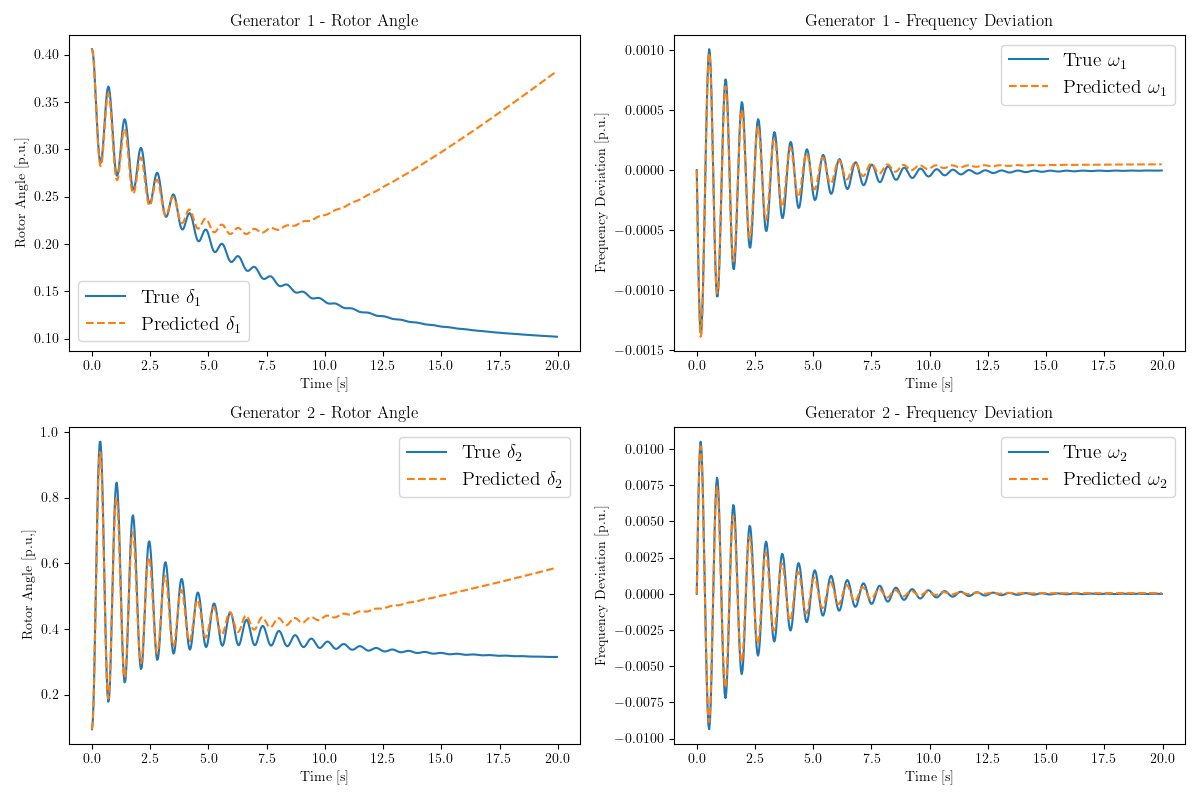 Generator 1 - Rotor Angle
Rotor Angle [p.u.]
0.40
0.35
0.30
0.25
0.20
0.15
0.10
True δ₁
Predicted δ₁
0.0 2.5 5.0 7.5 10.0 12.5 15.0 17.5 20.0
Time [s]
Generator 1 - Frequency Deviation
Frequency Deviation [p.u.]
0.0010
0.0005
0.0000
−0.0005
−0.0010
−0.0015
True ω₁
Predicted ω₁
0.0 2.5 5.0 7.5 10.0 12.5 15.0 17.5 20.0
Time [s]
Generator 2 - Rotor Angle
Rotor Angle [p.u.]
1.0
0.8
0.6
0.4
0.2
True δ₂
Predicted δ₂
0.0 2.5 5.0 7.5 10.0 12.5 15.0 17.5 20.0
Time [s]
Generator 2 - Frequency Deviation
Frequency Deviation [p.u.]
0.0100
0.0075
0.0050
0.0025
0.0000
−0.0025
−0.0050
−0.0075
−0.0100
True ω₂
Predicted ω₂
0.0 2.5 5.0 7.5 10.0 12.5 15.0 17.5 20.0
Time [s]